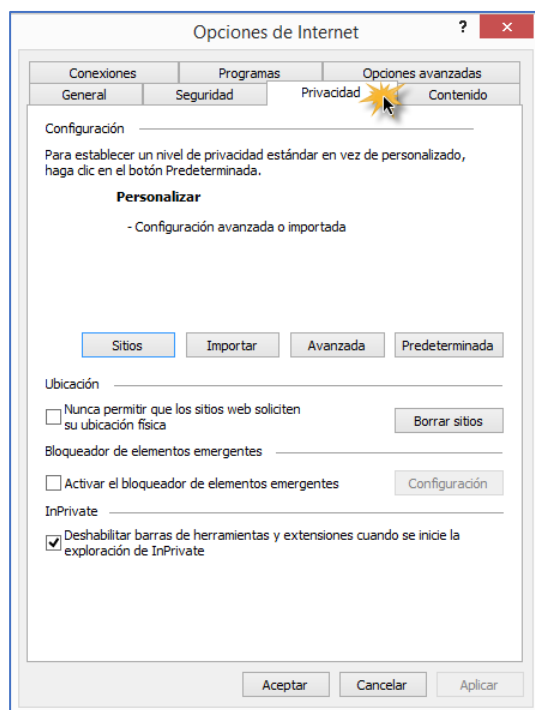 Opciones de Internet
?
Conexiones Programas Opciones avanzadas
General Seguridad Privacidad Contenido
Configuración
Para establecer un nivel de privacidad estándar en vez de personalizado,
haga clic en el botón Predeterminada.
Personalizar
- Configuración avanzada o importada
Sitios Importar Avanzada Predeterminada
Ubicación
Nunca permitir que los sitios web soliciten
su ubicación física
Borrar sitios
Bloqueador de elementos emergentes
Activar el bloqueador de elementos emergentes Configuración
InPrivate
Deshabilitar barras de herramientas y extensiones cuando se inicie la
exploración de InPrivate
Aceptar Cancelar Aplicar